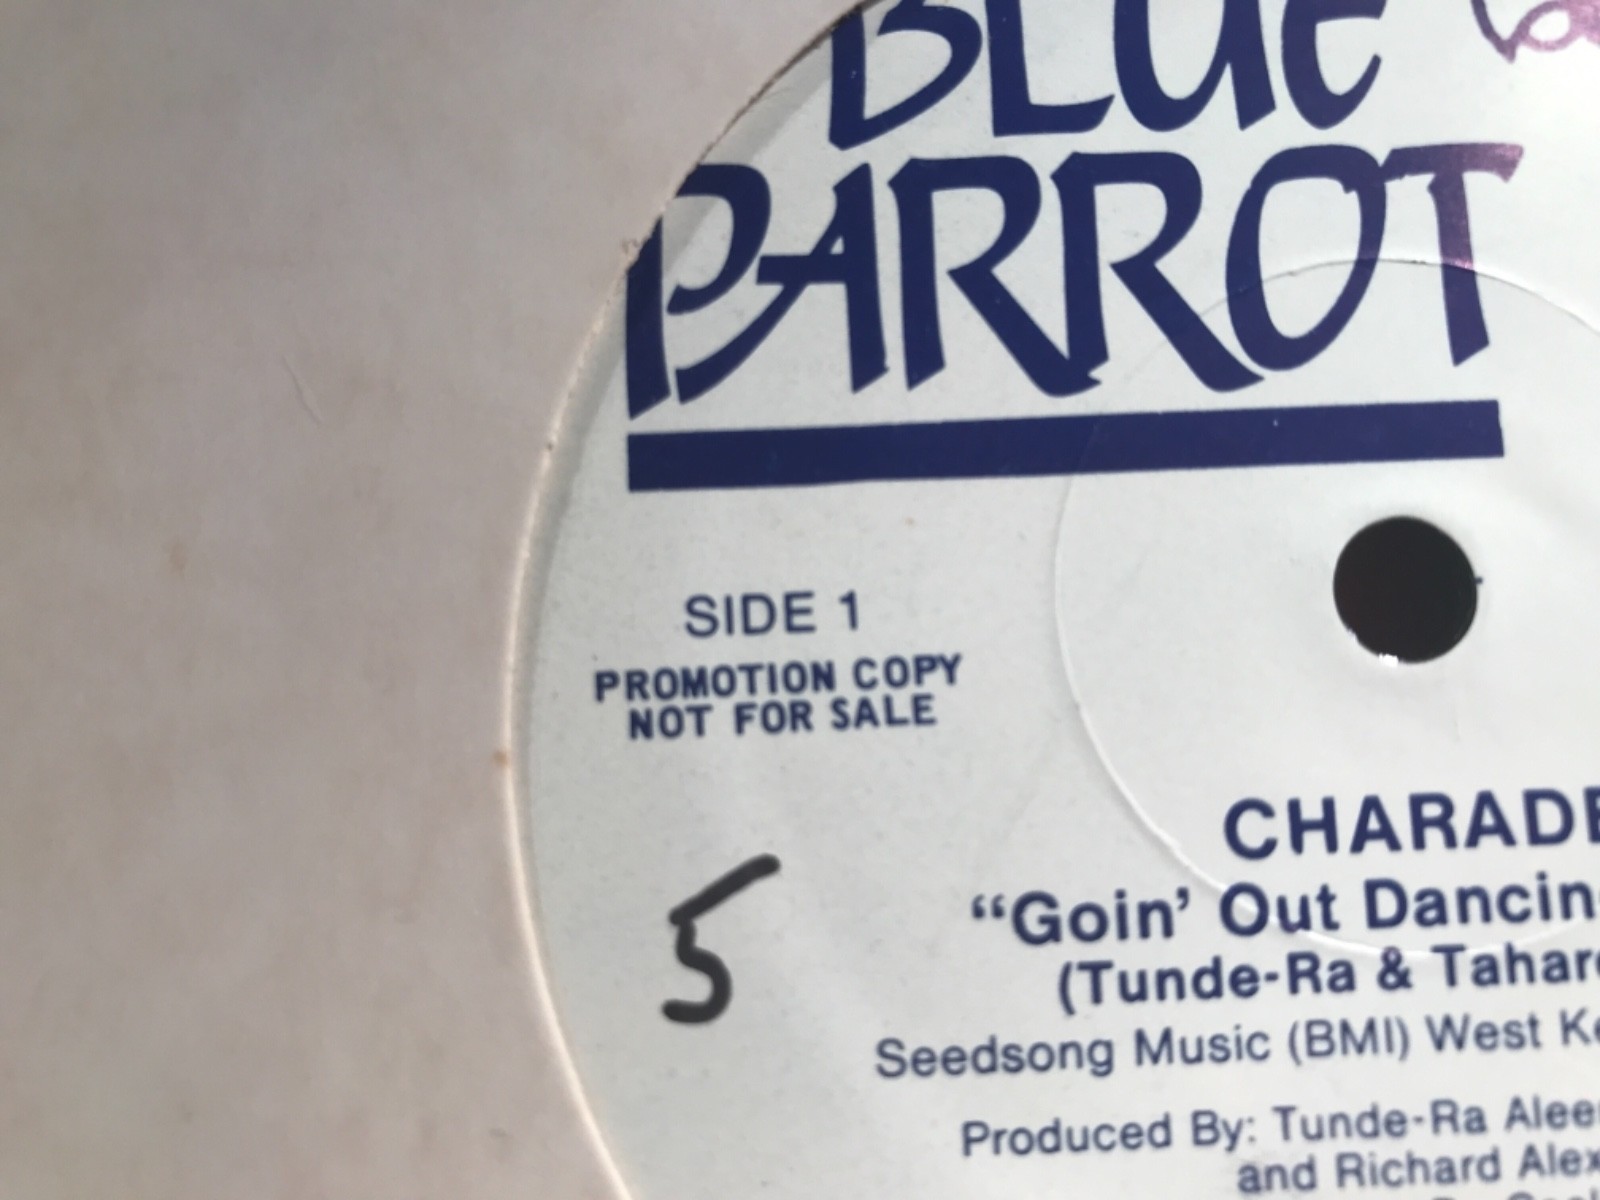 BLUE
PARROT
SIDE 1
PROMOTION COPY
NOT FOR SALE
5
CHARADE
“Goin’ Out Dancin
(Tunde-Ra & Tahar
Seedsong Music (BMI) West K
Produced By: Tunde-Ra Alee
and Richard Alex